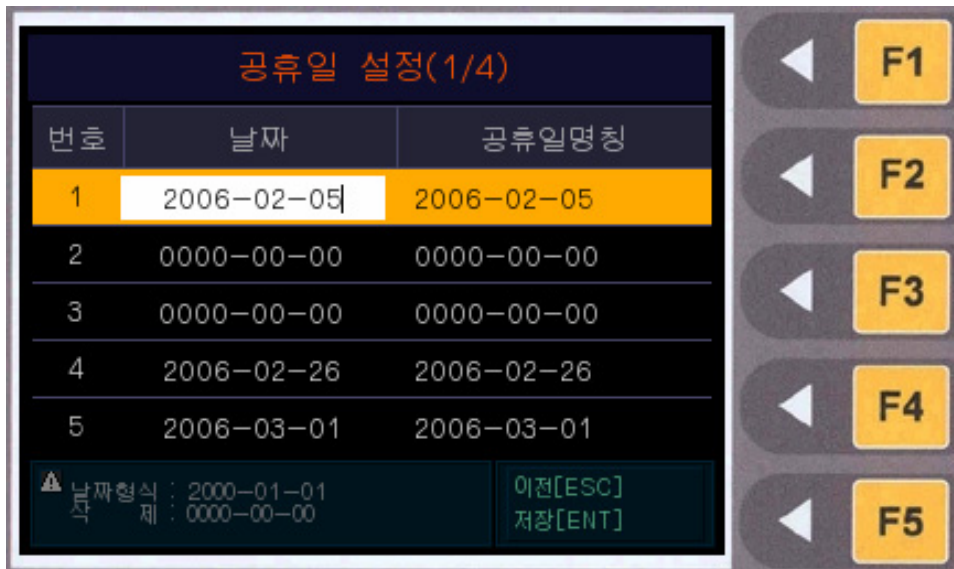 공휴일 설정(1/4)
번호 날짜 공휴일명칭
1 2006-02-05 2006-02-05
2 0000-00-00 0000-00-00
3 0000-00-00 0000-00-00
4 2006-02-26 2006-02-26
5 2006-03-01 2006-03-01
날짜형식 : 2000-01-01
삭 제 : 0000-00-00
이전[ESC]
저장[ENT]
F1
F2
F3
F4
F5